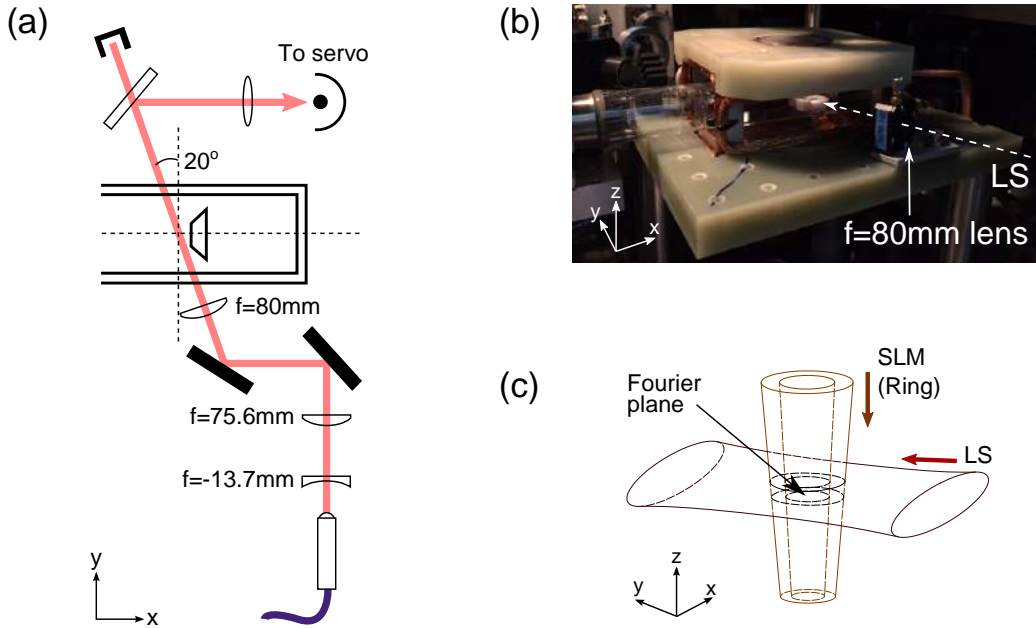 (a)
To servo
20°
f=80mm
f=75.6mm
f=-13.7mm
y
x
(b)
LS
f=80mm lens
z
y
x
(c)
SLM
(Ring)
Fourier
plane
LS
z
y
x